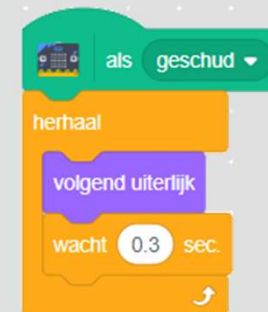 als geschud
herhaal
volgend uiterlijk
wacht 0.3 sec.